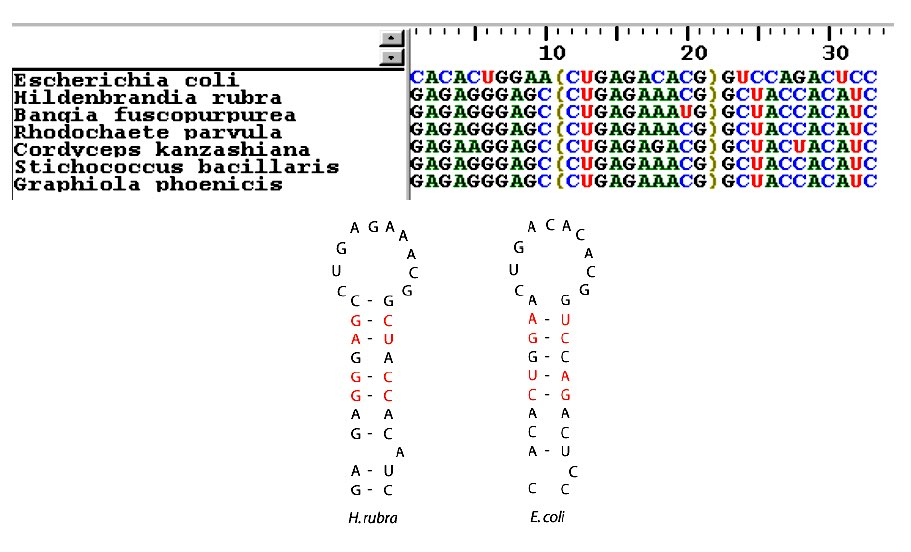 10 20 30
Escherichia coli CACACUGGAA(CUGAGACACG)GUCCAGACUCC
Hildenbrandia rubra GAGAGGGAGC(CUGAGAAACG)GCUACCACAUC
Bangia fuscopurpurea GAGAGGGAGC(CUGAGAAAUG)GCUACCACAUC
Rhodochaete parvula GAGAGGGAGC(CUGAGAAACG)GCUACCACAUC
Cordyceps kanzashiana GAGAAGGAGC(CUGAGAGACG)GCUACUACAUC
Stichococcus bacillaris GAGAGGGAGC(CUGAGAAACG)GCUACCACAUC
Graphiola phoenicis GAGAGGGAGC(CUGAGAAACG)GCUACCACAUC
A G A A
G A
U C
C G
C - G
G - C
A - U
G A
G - C
G - C
A A
G - C
A
A - U
G - C
H. rubra
A C A C
G A
U C
C G
A G
A - U
G - C
G - C
U - A
C - G
A A
C C
A - U
C
C C
E. coli